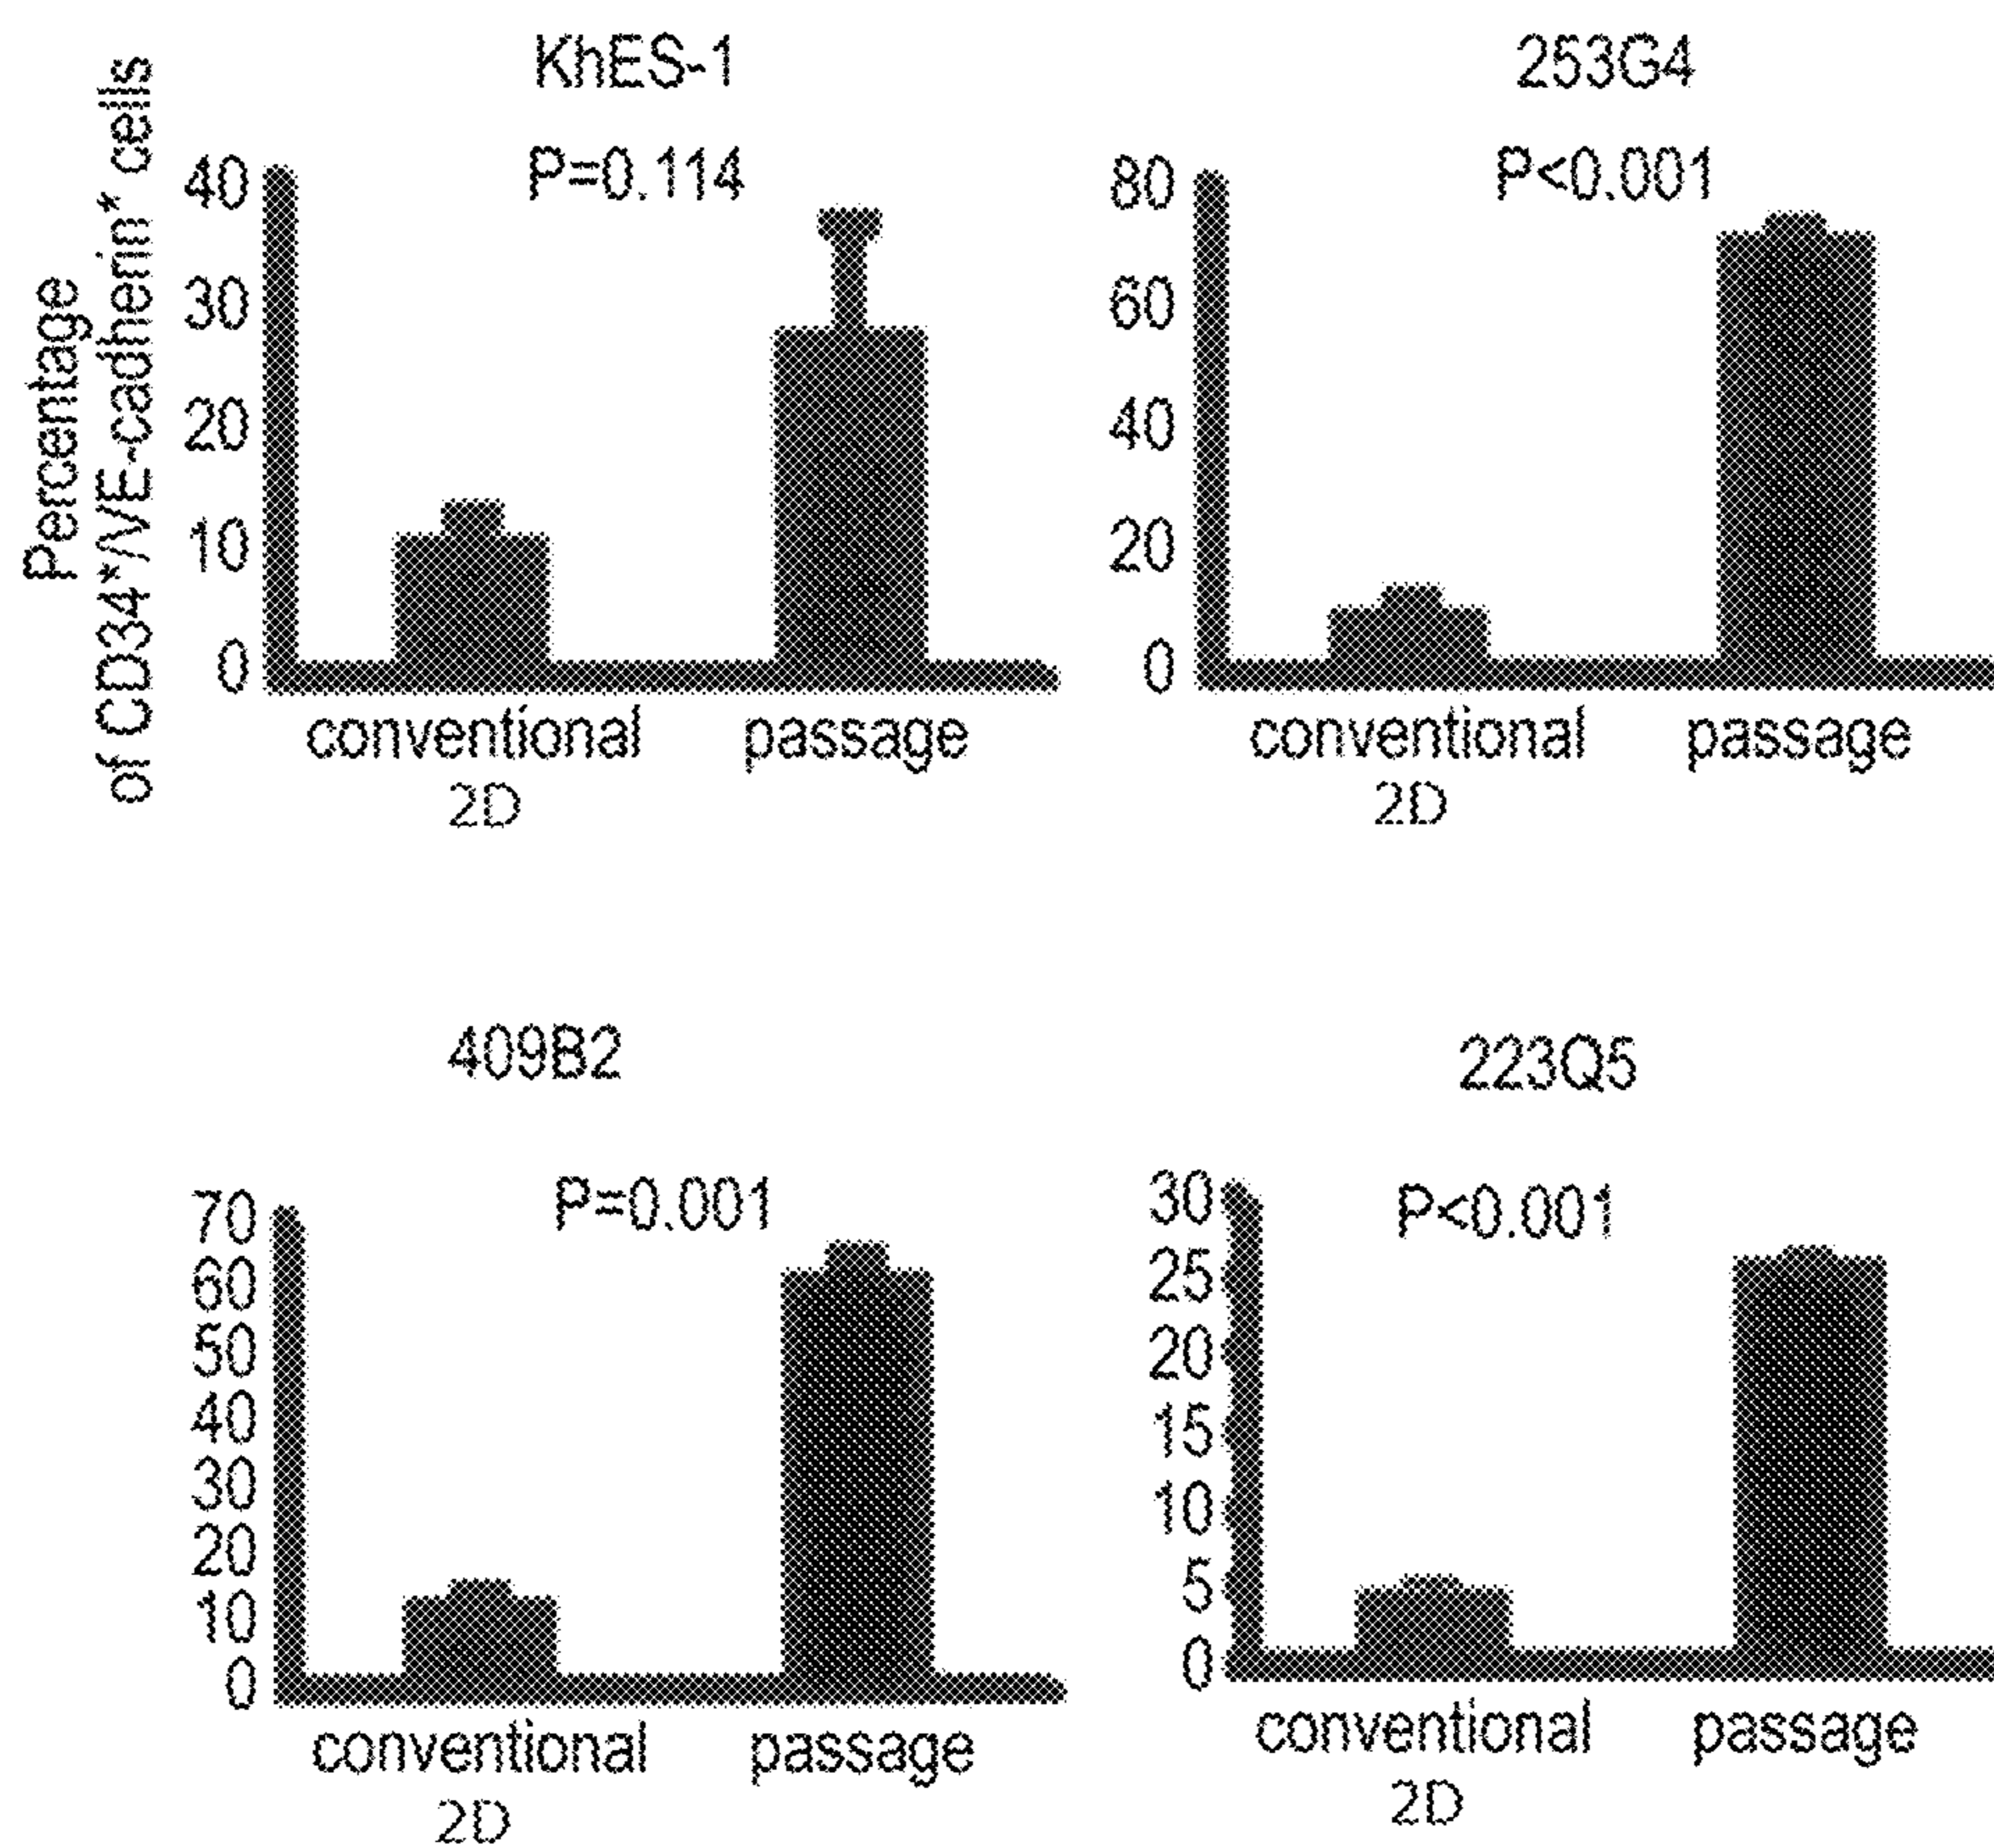 Percentage
of CD34*/VE-cadherin* cells
KhES-1
P=0.114
40
30
20
10
0
conventional
2D
passage
253G4
P<0.001
80
60
40
20
0
conventional
2D
passage
409B2
P=0.001
70
60
50
40
30
20
10
0
conventional
2D
passage
223Q5
P<0.001
30
25
20
15
10
5
0
conventional
2D
passage